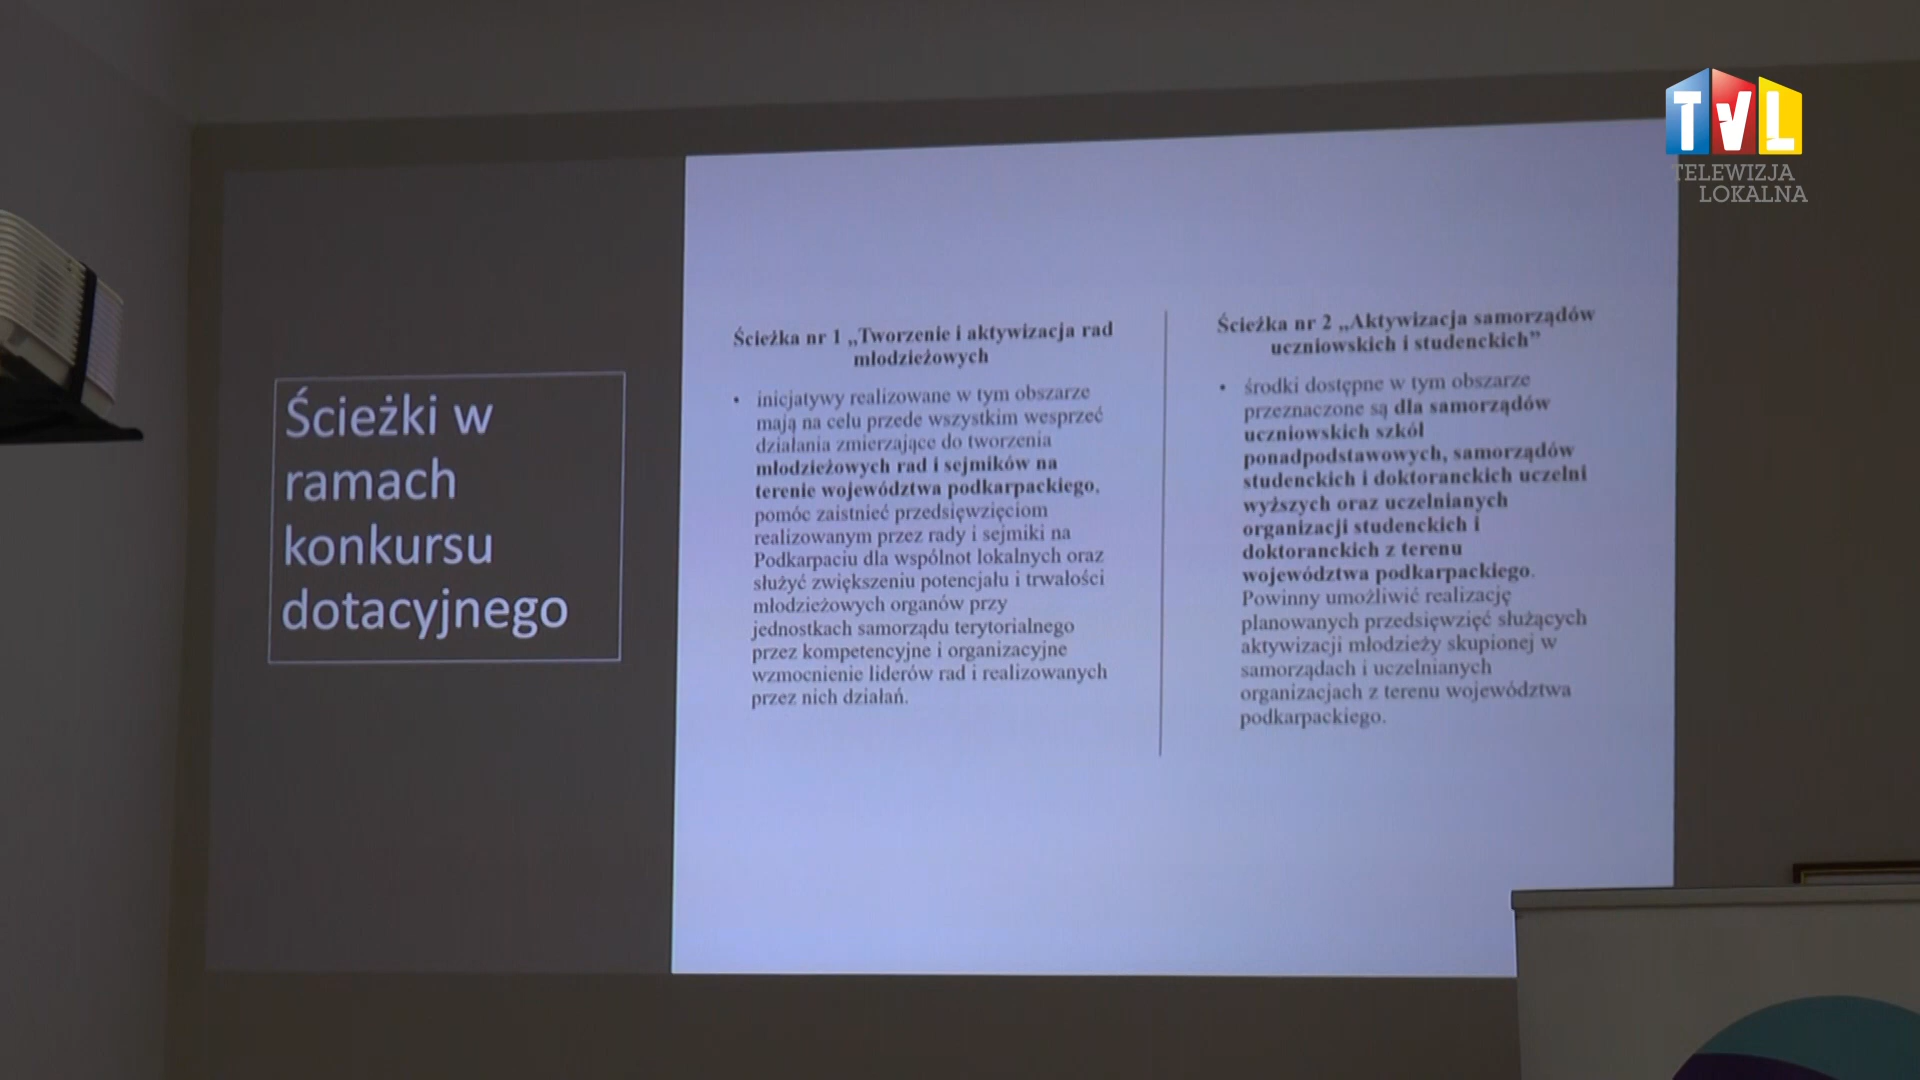 TVL
TELEWIZJA
LOKALNA
Ścieżki w
ramach
konkursu
dotacyjnego
Ścieżka nr 1 „Tworzenie i aktywizacja rad
młodzieżowych
• inicjatywy realizowane w tym obszarze
mają na celu przede wszystkim wesprzeć
działania zmierzające do tworzenia
młodzieżowych rad i sejmików na
terenie województwa podkarpackiego,
pomóc zaistnieć przedsięwzięciom
realizowanym przez rady i sejmiki na
Podkarpaciu dla wspólnot lokalnych oraz
służyć zwiększeniu potencjału i trwałości
młodzieżowych organów przy
jednostkach samorządu terytorialnego
przez kompetencyjne i organizacyjne
wzmocnienie liderów rad i realizowanych
przez nich działań.
Ścieżka nr 2 „Aktywizacja samorządów
uczniowskich i studenckich”
• środki dostępne w tym obszarze
przeznaczone są dla samorządów
uczniowskich szkół
ponadpodstawowych, samorządów
studenckich i doktoranckich uczelni
wyższych oraz uczelnianych
organizacji studenckich i
doktoranckich z terenu
województwa podkarpackiego.
Powinny umożliwić realizację
planowanych przedsięwzięć służących
aktywizacji młodzieży skupionej w
samorządach i uczelnianych
organizacjach z terenu województwa
podkarpackiego.